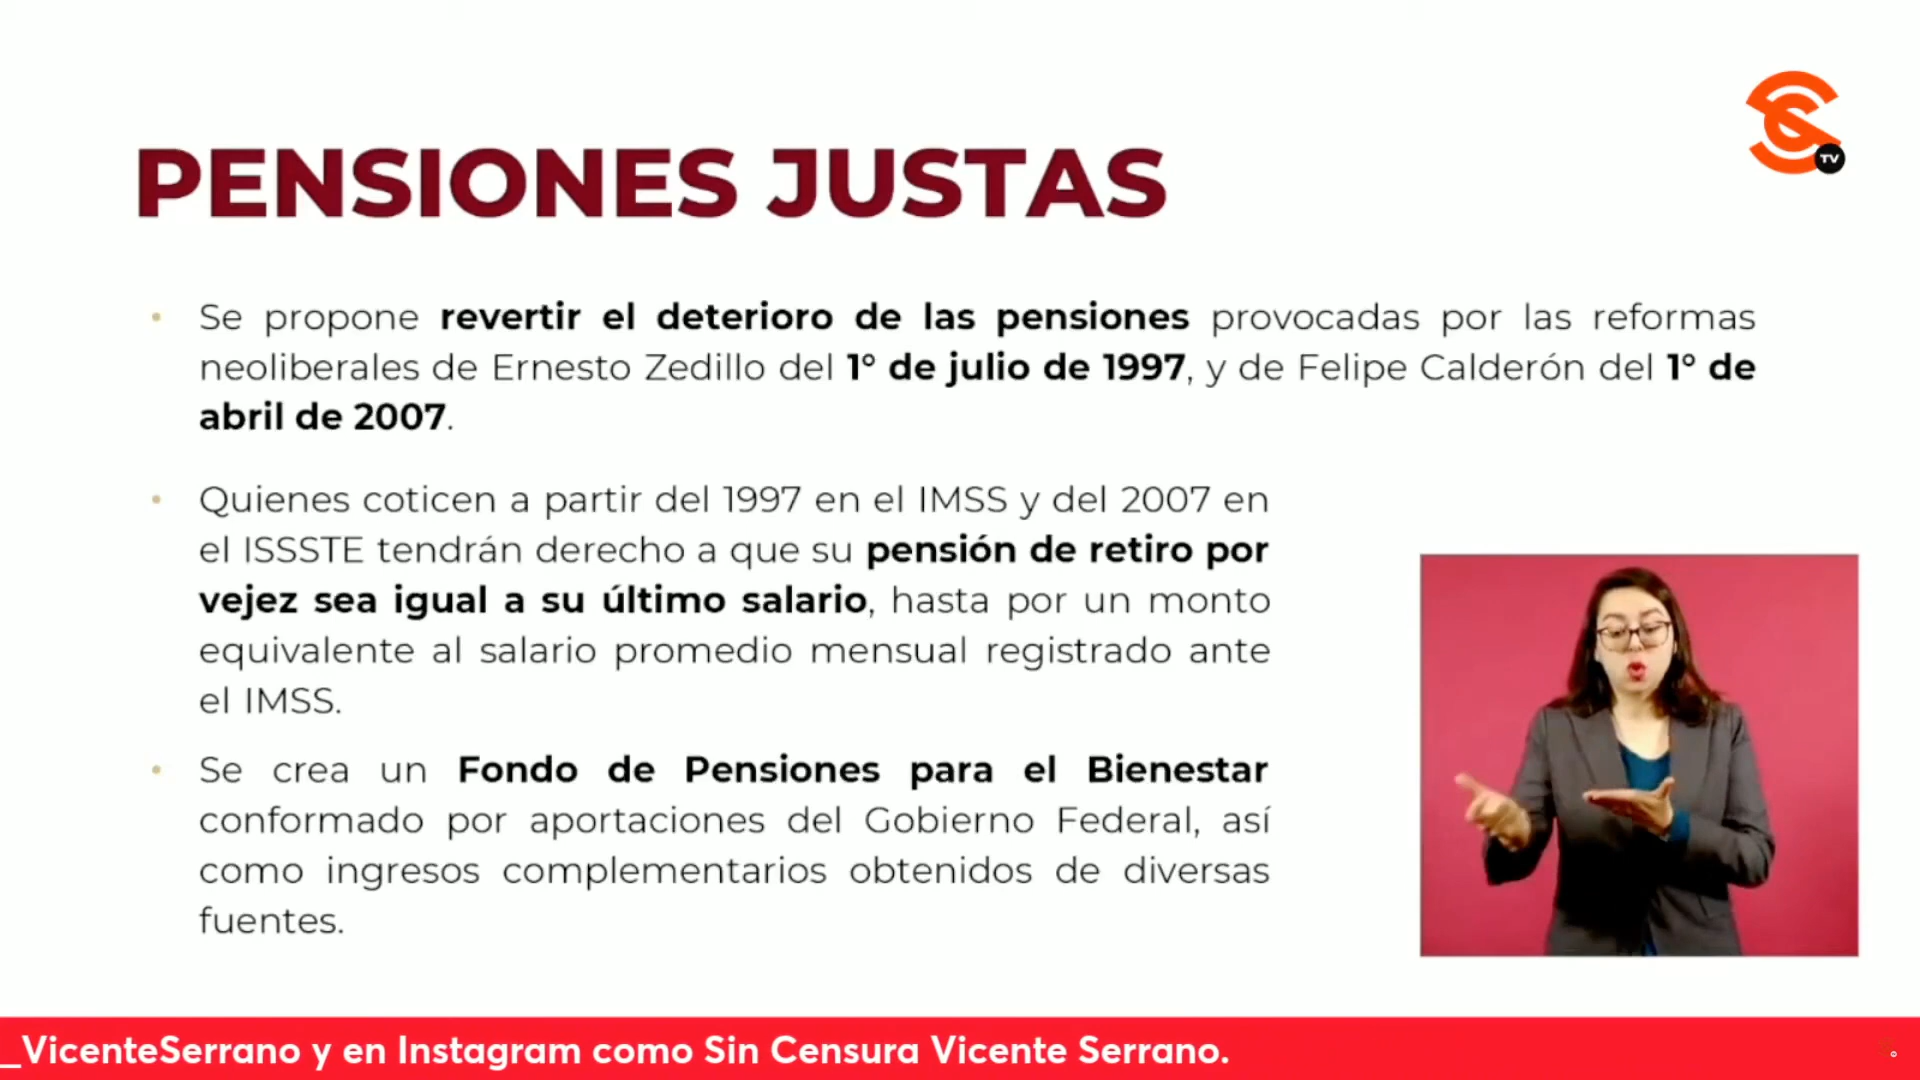 TV
PENSIONES JUSTAS
• Se propone revertir el deterioro de las pensiones provocadas por las reformas
neoliberales de Ernesto Zedillo del 1° de julio de 1997, y de Felipe Calderón del 1° de
abril de 2007.
• Quienes coticen a partir del 1997 en el IMSS y del 2007 en
el ISSSTE tendrán derecho a que su pensión de retiro por
vejez sea igual a su último salario, hasta por un monto
equivalente al salario promedio mensual registrado ante
el IMSS.
• Se crea un Fondo de Pensiones para el Bienestar
conformado por aportaciones del Gobierno Federal, así
como ingresos complementarios obtenidos de diversas
fuentes.
_VicenteSerrano y en Instagram como Sin Censura Vicente Serrano.